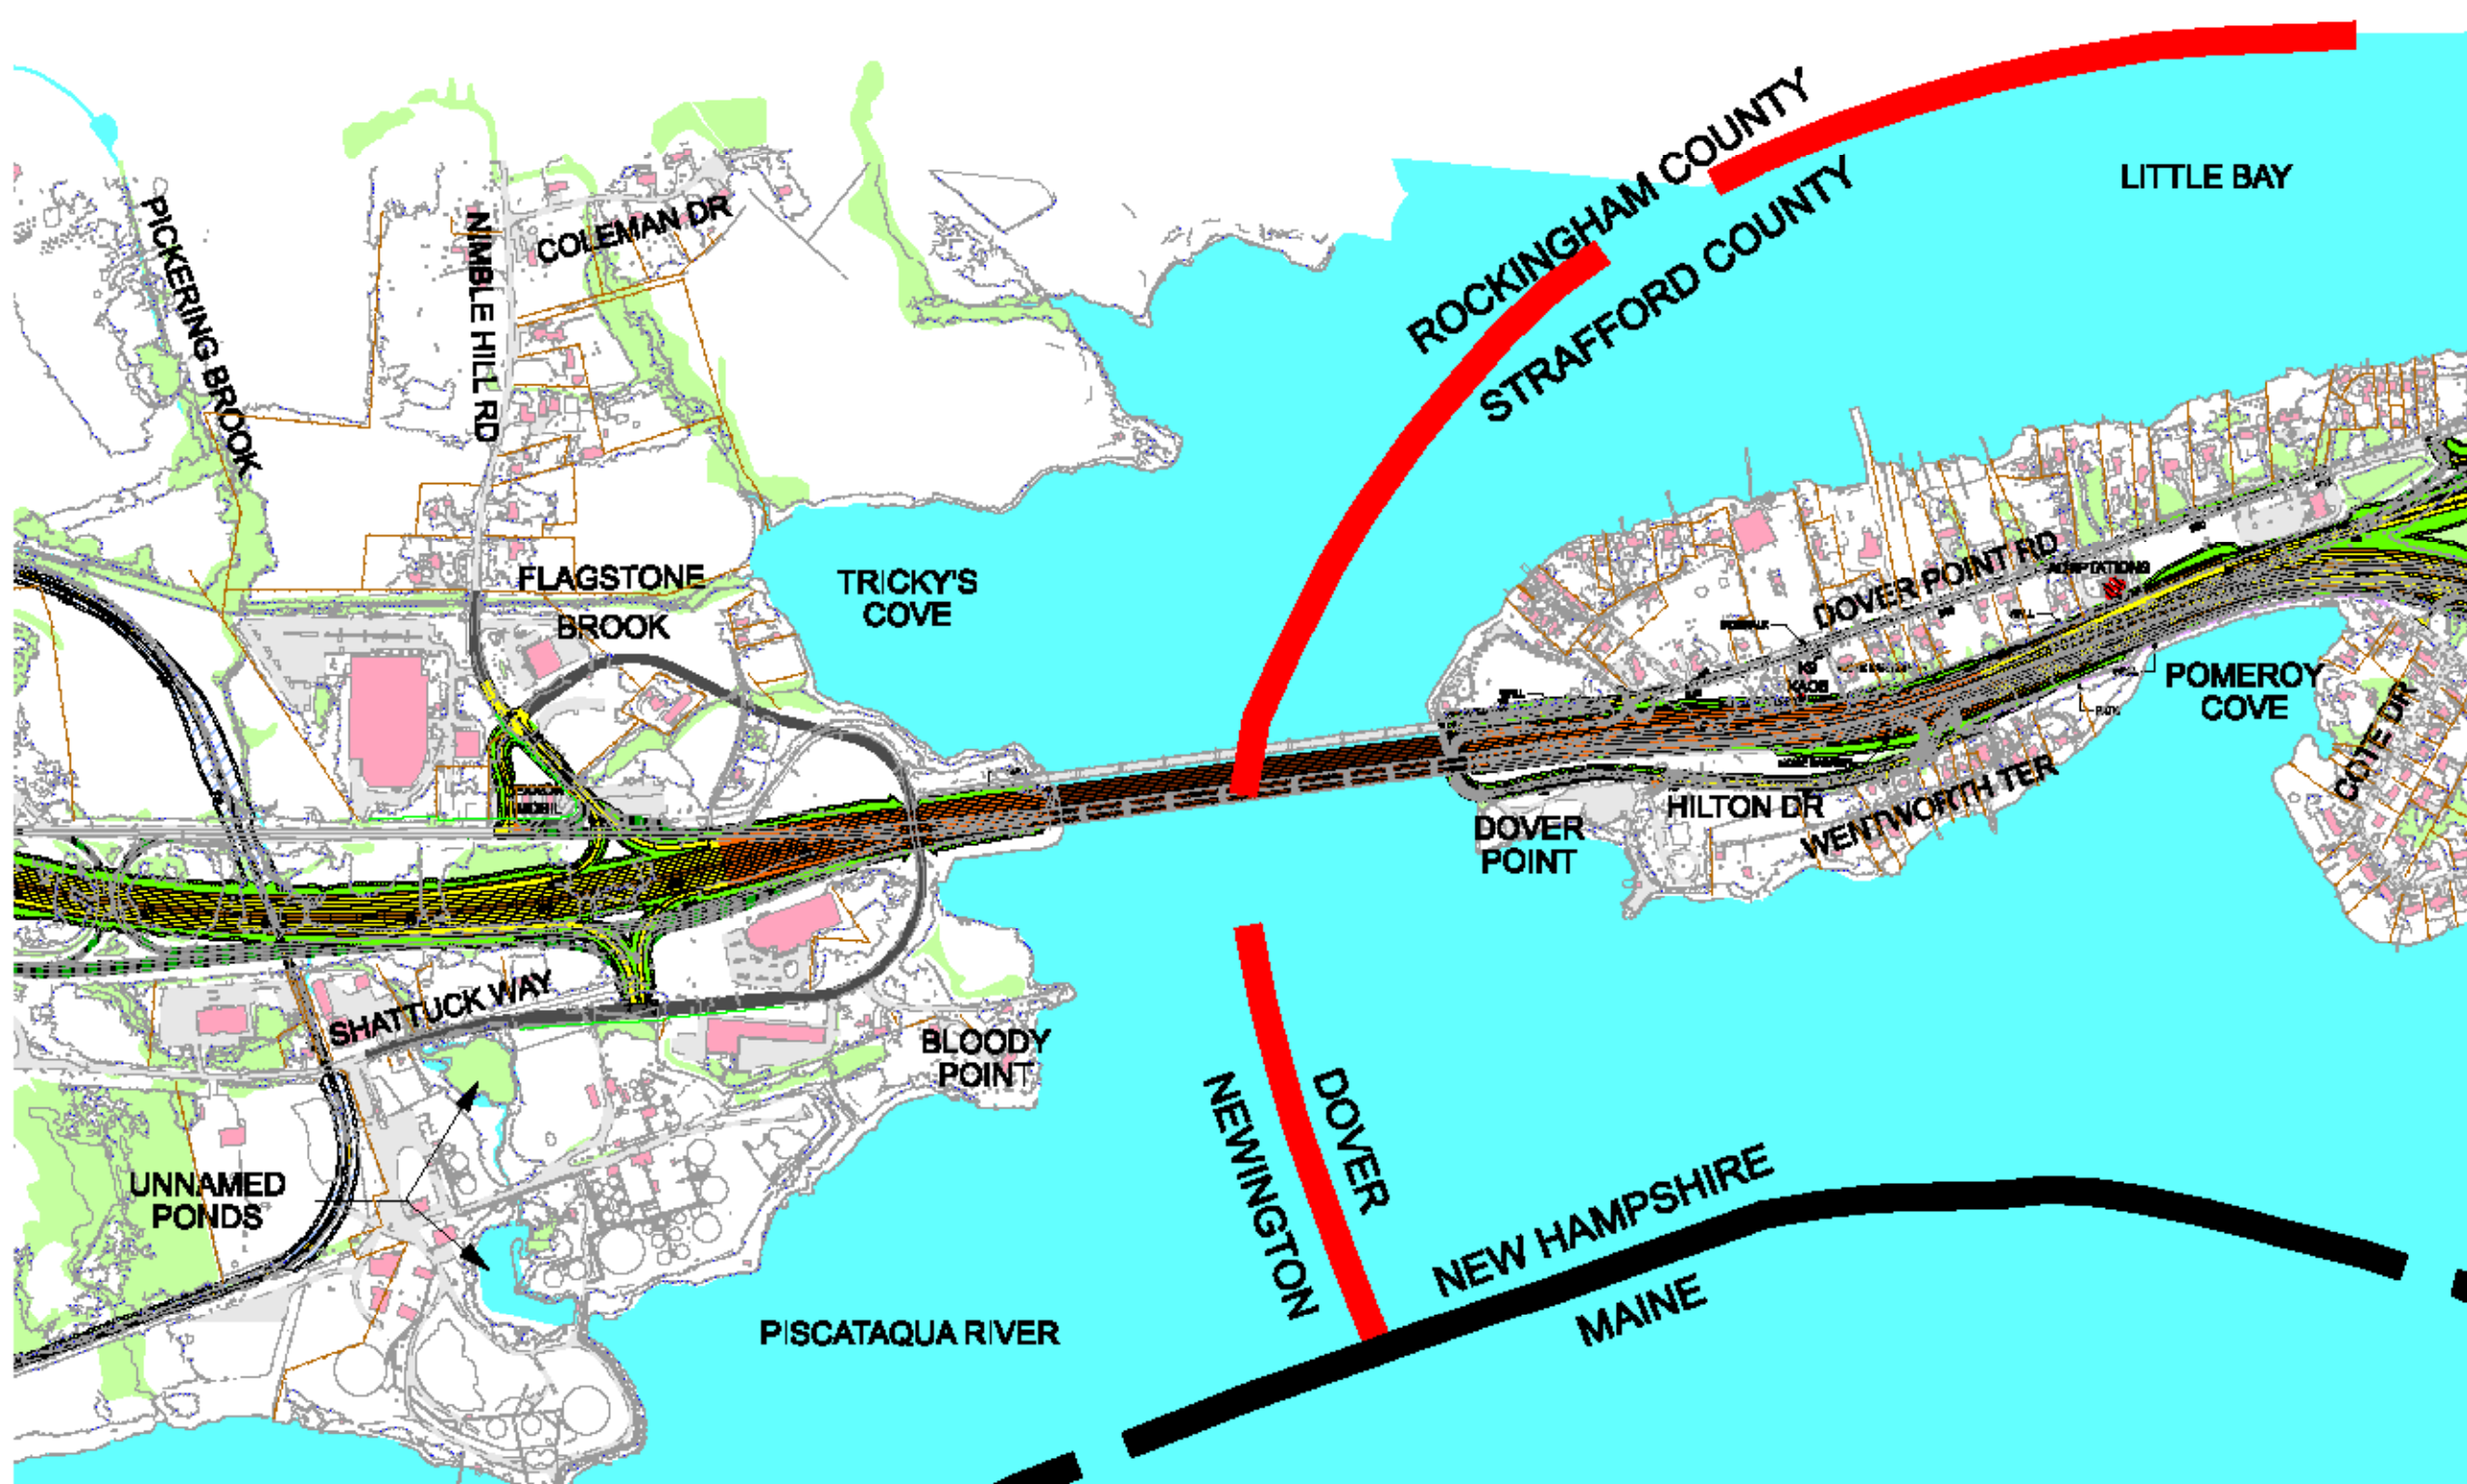 ROCKINGHAM COUNTY
STRAFFORD COUNTY
LITTLE BAY
PICKERING BROOK
NIMBLE HILL RD
COLEMAN DR
FLAGSTONE
BROOK
TRICKY'S
COVE
DOVER POINT RD
POMEROY
COVE
COTE DR
HILTON DR
WENTWORTH TER
DOVER
POINT
SHATTUCK WAY
BLOODY
POINT
UNNAMED
PONDS
NEWINGTON
DOVER
NEW HAMPSHIRE
MAINE
PISCATAQUA RIVER